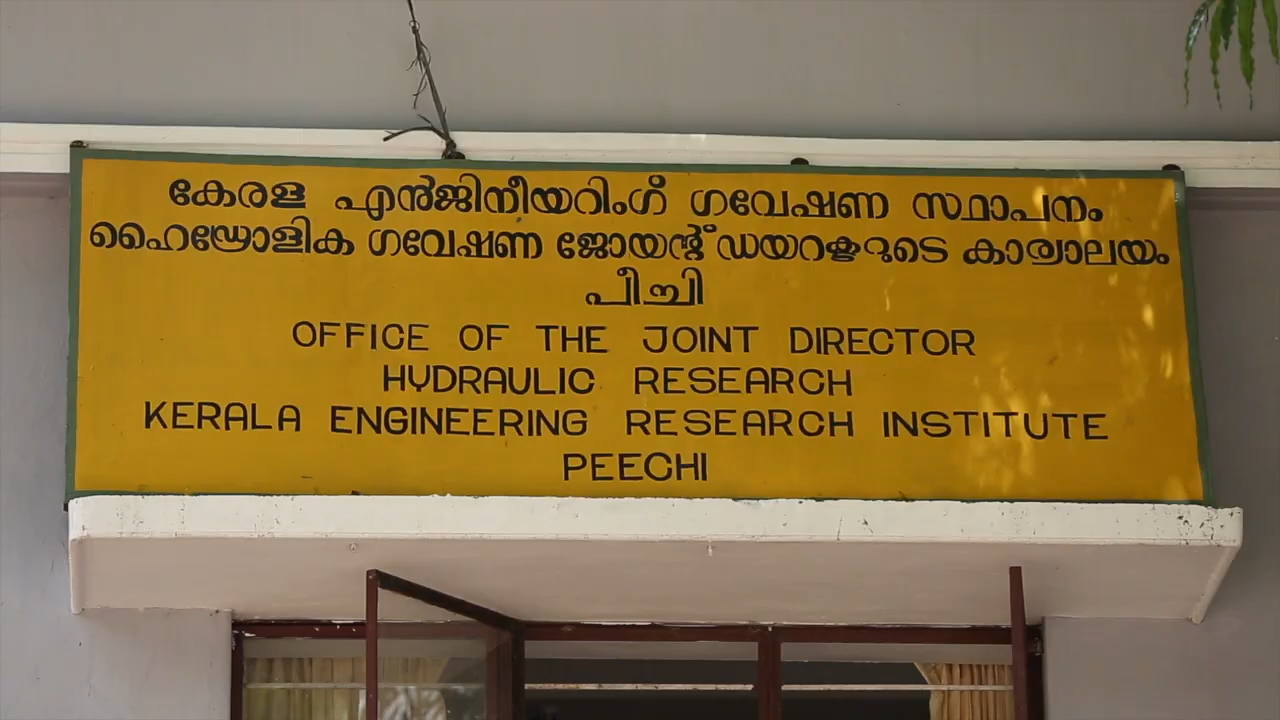 കേരള എൻജിനീയറിംഗ് ഗവേഷണ സ്ഥാപനം
ഹൈഡ്രോളിക ഗവേഷണ ജോയന്റ് ഡയറക്ടറുടെ കാര്യാലയം
പീച്ചി
OFFICE OF THE JOINT DIRECTOR
HYDRAULIC RESEARCH
KERALA ENGINEERING RESEARCH INSTITUTE
PEECHI